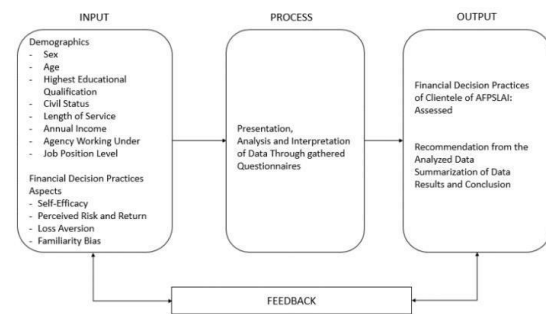 INPUT
Demographics
- Sex
- Age
- Highest Educational
Qualification
- Civil Status
- Length of Service
- Annual Income
- Agency Working Under
- Job Position Level
Financial Decision Practices
Aspects
- Self-Efficacy
- Perceived Risk and Return
- Loss Aversion
- Familiarity Bias
PROCESS
Presentation,
Analysis and Interpretation
of Data Through gathered
Questionnaires
OUTPUT
Financial Decision Practices
of Clientele of AFPSLAI:
Assessed
Recommendation from the
Analyzed Data
Summarization of Data
Results and Conclusion
FEEDBACK